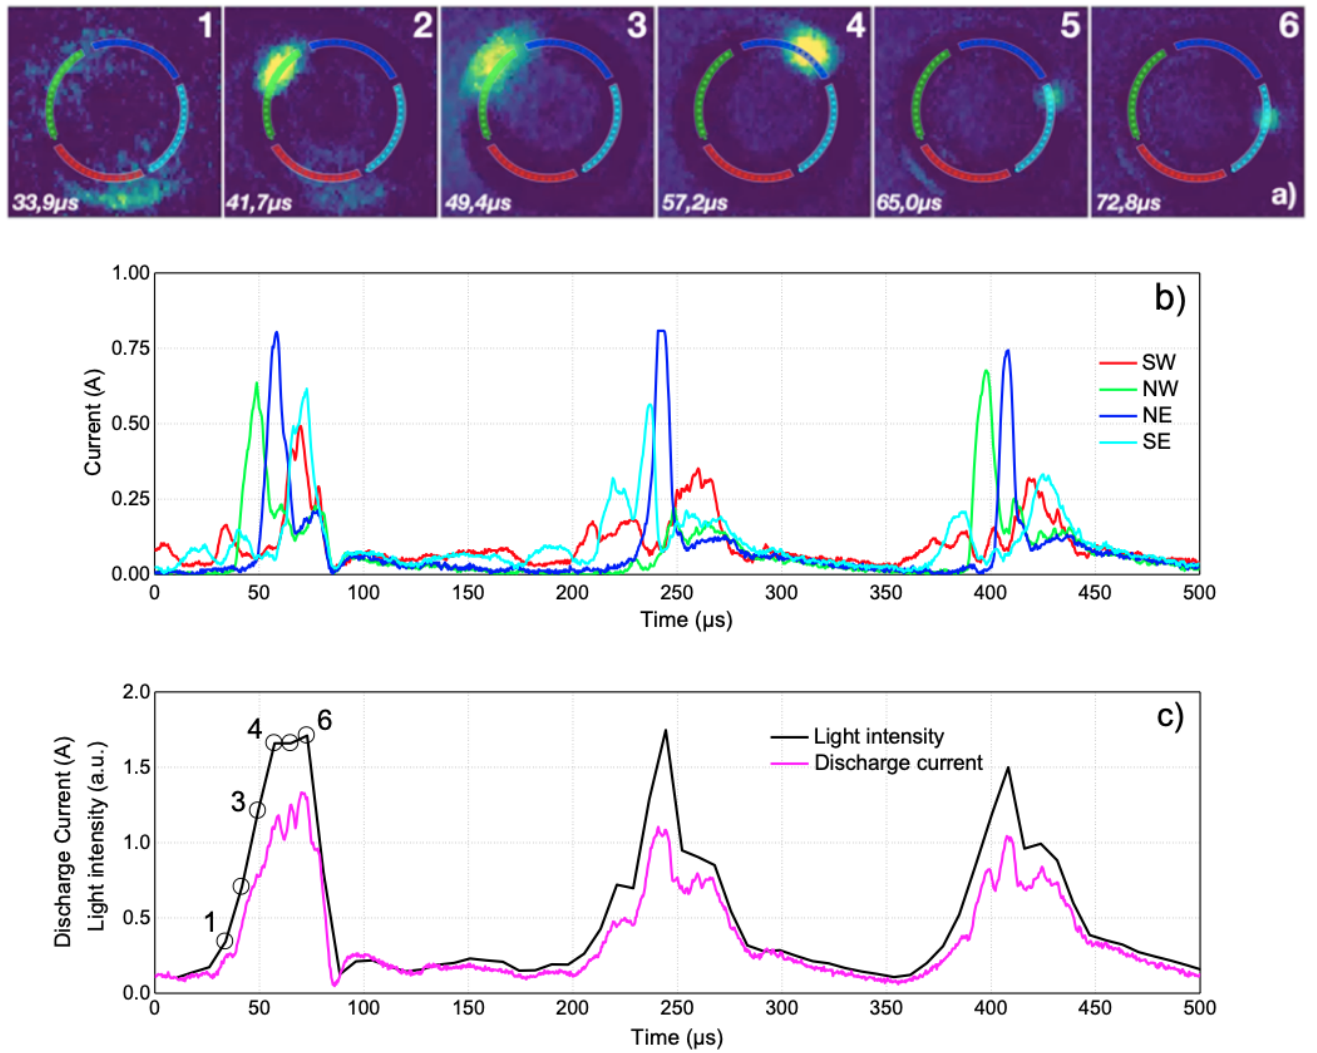 1 2 3 4 5 6
33,9µs 41,7µs 49,4µs 57,2µs 65,0µs 72,8µs a)
1.00
0.75
0.50
0.25
0.00
Current (A)
b)
SW
NW
NE
SE
0 50 100 150 200 250 300 350 400 450 500
Time (µs)
2.0
1.5
1.0
0.5
0.0
Discharge Current (A)
Light intensity (a.u.)
c)
4 6
3
1
Light intensity
Discharge current
0 50 100 150 200 250 300 350 400 450 500
Time (µs)